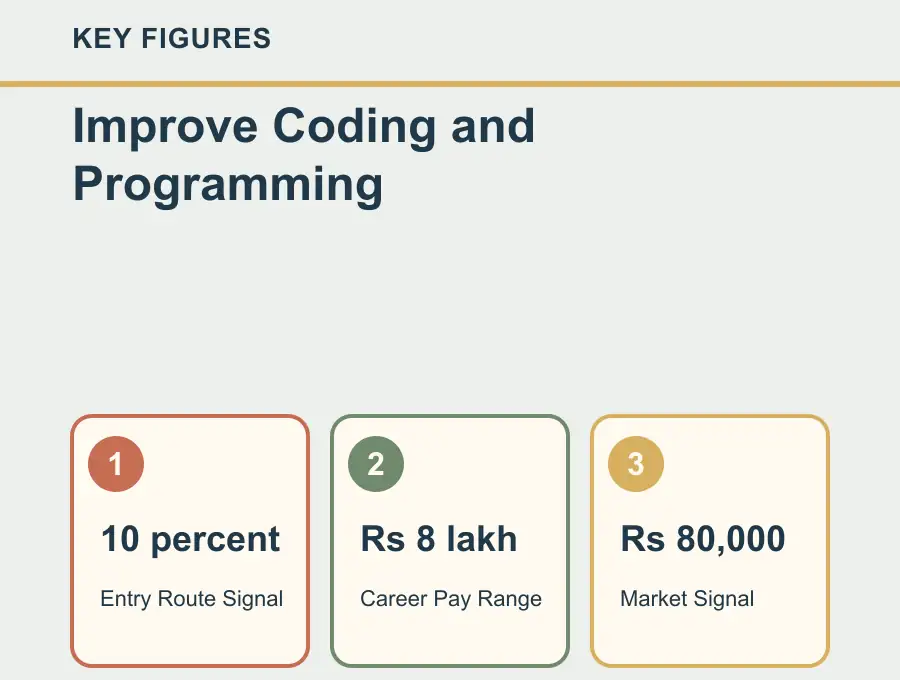 KEY FIGURES
Improve Coding and
Programming
1
10 percent
Entry Route Signal
2
Rs 8 lakh
Career Pay Range
3
Rs 80,000
Market Signal